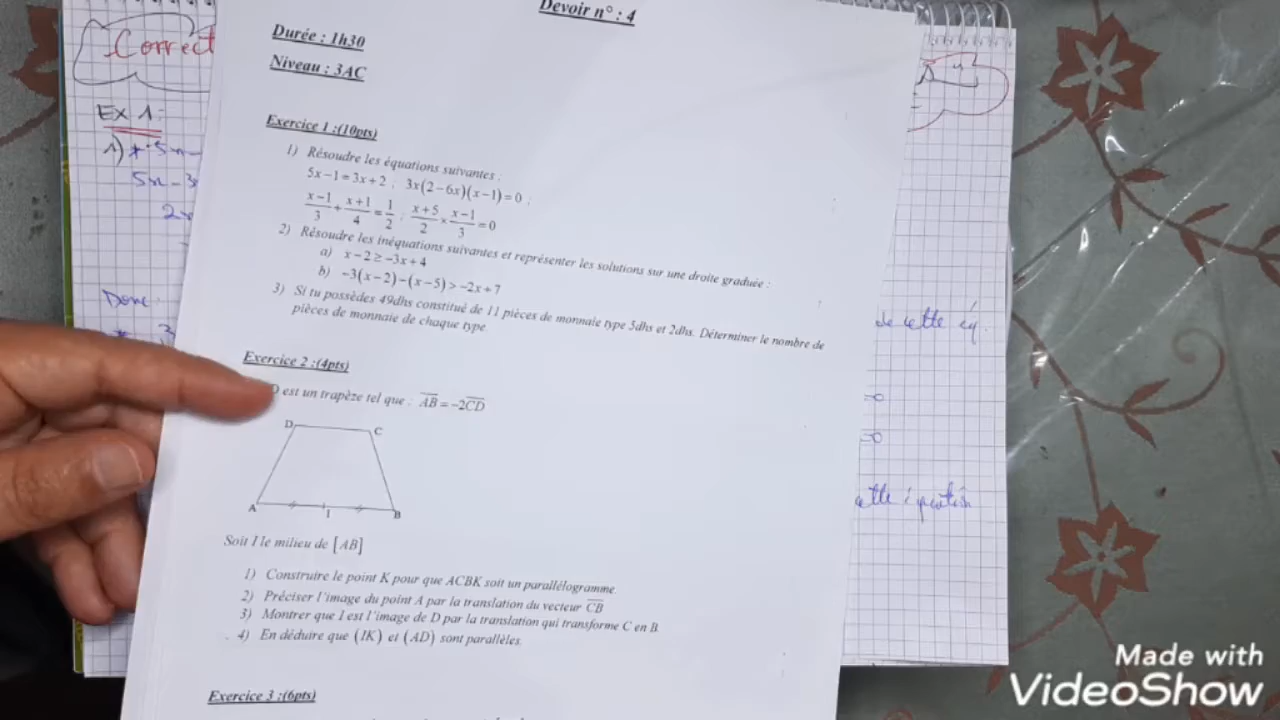 Devoir n° : 4
Correct
Durée : 1h30
Niveau : 3AC
EX 1:
Exercice 1 :(10pts)
1) Résoudre les équations suivantes :
5x−1=3x+2 ; 3x(2−6x)(x−1)=0 ;
(x−1)/3 + (x+1)/4 = 1/2 ; (x+5)/2 × (x−1)/3 = 0
2) Résoudre les inéquations suivantes et représenter les solutions sur une droite graduée :
a) x−2≥−3x+4
b) −3(x−2)−(x−5)>−2x+7
3) Si tu possèdes 49dhs constitué de 11 pièces de monnaie type 5dhs et 2dhs. Déterminer le nombre de
pièces de monnaie de chaque type.
Donc
de cette éq.
Exercice 2 :(4pts)
D est un trapèze tel que : AB = −2CD
D
C
A
I
B
=0
=0
Soit I le milieu de [AB]
1) Construire le point K pour que ACBK soit un parallélogramme.
2) Préciser l'image du point A par la translation du vecteur CB
3) Montrer que I est l'image de D par la translation qui transforme C en B.
4) En déduire que (IK) et (AD) sont parallèles.
Exercice 3 :(6pts)
Made with
VideoShow